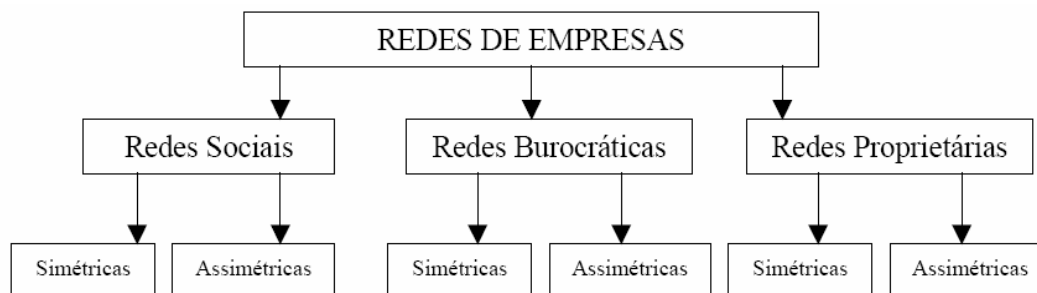 REDES DE EMPRESAS
Redes Sociais
Redes Burocráticas
Redes Proprietárias
Simétricas
Assimétricas
Simétricas
Assimétricas
Simétricas
Assimétricas